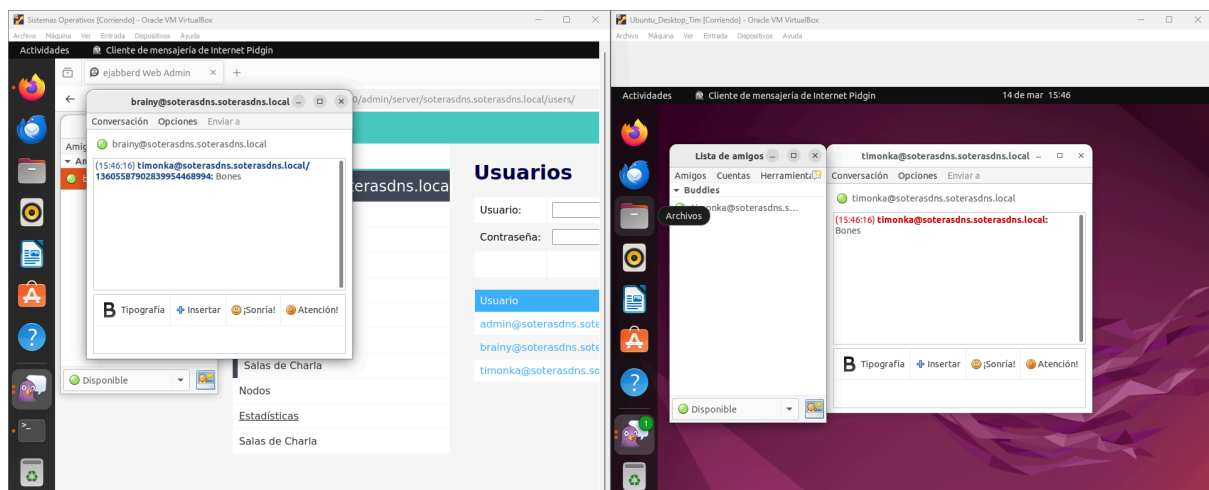 Sistemas Operativos [Corriendo] - Oracle VM VirtualBox
Archivo Máquina Ver Entrada Dispositivos Ayuda
Actividades Cliente de mensajería de Internet Pidgin
ejabberd Web Admin
0/admin/server/soterasdns.soterasdns.local/users/
brainy@soterasdns.soterasdns.local
Conversación Opciones Enviar a
brainy@soterasdns.soterasdns.local
(15:46:16) timonka@soterasdns.soterasdns.local/
13605587902839954468994: Bones
Tipografía Insertar ¡Sonría! Atención!
Amig
Disponible
terasdns.loca
Salas de Charla
Nodos
Estadísticas
Salas de Charla
Usuarios
Usuario:
Contraseña:
Usuario
admin@soterasdns.sote
brainy@soterasdns.sote
timonka@soterasdns.so
Ubuntu_Desktop_Tim [Corriendo] - Oracle VM VirtualBox
Archivo Máquina Ver Entrada Dispositivos Ayuda
Actividades Cliente de mensajería de Internet Pidgin 14 de mar 15:46
Lista de amigos
Amigos Cuentas Herramienta
Buddies
onka@soterasdns.s...
Archivos
Disponible
1
timonka@soterasdns.soterasdns.local
Conversación Opciones Enviar a
timonka@soterasdns.soterasdns.local
(15:46:16) timonka@soterasdns.soterasdns.local:
Bones
Tipografía Insertar ¡Sonría! Atención!